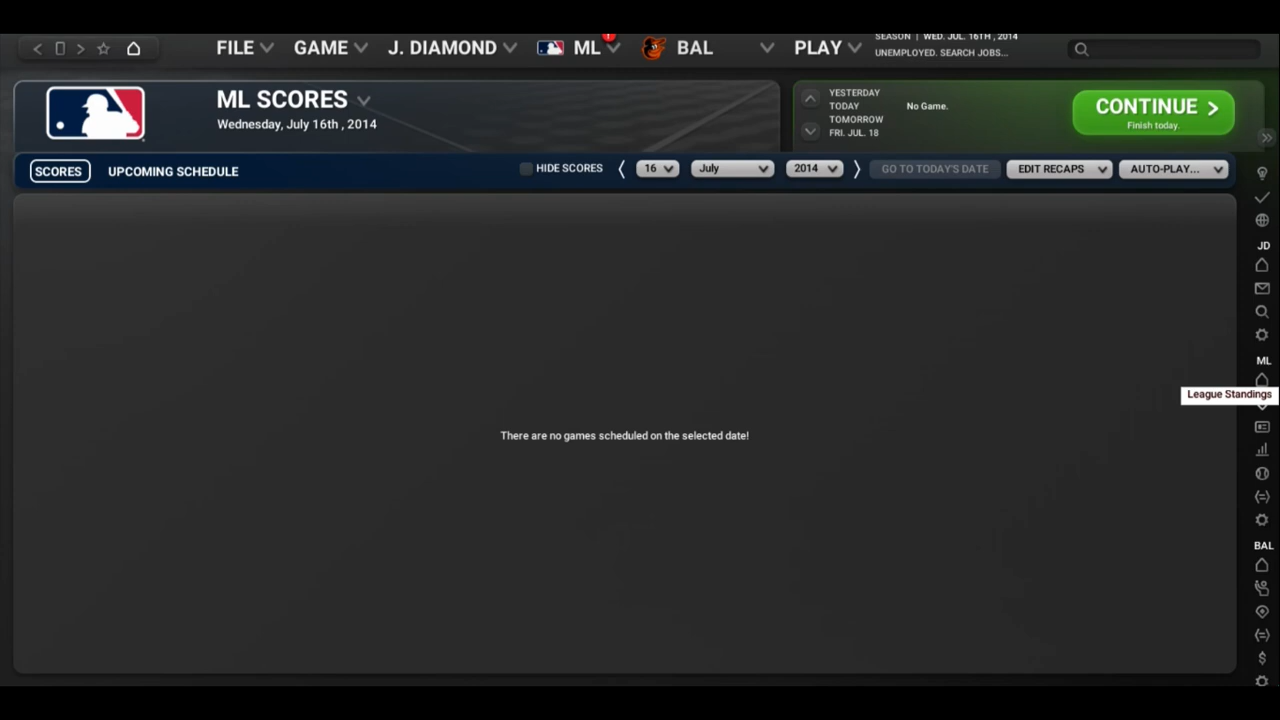 FILE GAME J. DIAMOND ML BAL PLAY
SEASON | WED. JUL. 16TH , 2014
UNEMPLOYED. SEARCH JOBS...
ML SCORES
Wednesday, July 16th , 2014
YESTERDAY
TODAY
TOMORROW
FRI. JUL. 18
No Game.
CONTINUE >
Finish today.
SCORES UPCOMING SCHEDULE HIDE SCORES 16 July 2014 GO TO TODAY'S DATE EDIT RECAPS AUTO-PLAY...
JD
ML
League Standings
There are no games scheduled on the selected date!
BAL